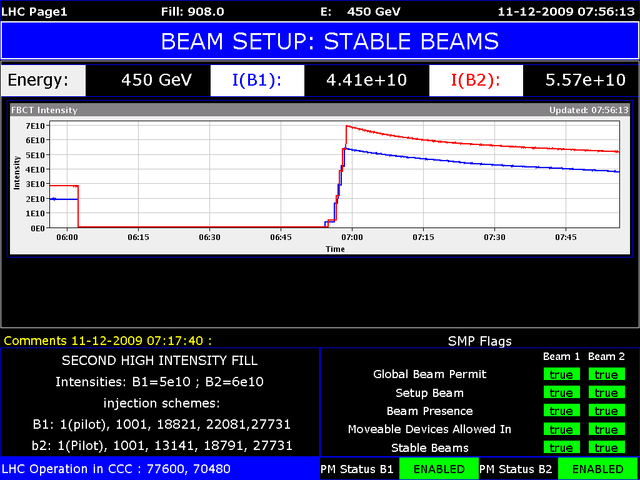 LHC Page1 Fill: 908.0 E: 450 GeV 11-12-2009 07:56:13
BEAM SETUP: STABLE BEAMS
Energy: 450 GeV I(B1): 4.41e+10 I(B2): 5.57e+10
FBCT Intensity Updated: 07:56:13
7E10
6E10
5E10
4E10
3E10
2E10
1E10
0E0
Intensity
06:00 06:15 06:30 06:45 07:00 07:15 07:30 07:45
Time
Comments 11-12-2009 07:17:40 :
SECOND HIGH INTENSITY FILL
Intensities: B1=5e10 ; B2=6e10
injection schemes:
B1: 1(pilot), 1001, 18821, 22081,27731
b2: 1(Pilot), 1001, 13141, 18791, 27731
SMP Flags
Beam 1 Beam 2
Global Beam Permit true true
Setup Beam true true
Beam Presence true true
Moveable Devices Allowed In true true
Stable Beams true true
LHC Operation in CCC : 77600, 70480 PM Status B1 ENABLED PM Status B2 ENABLED